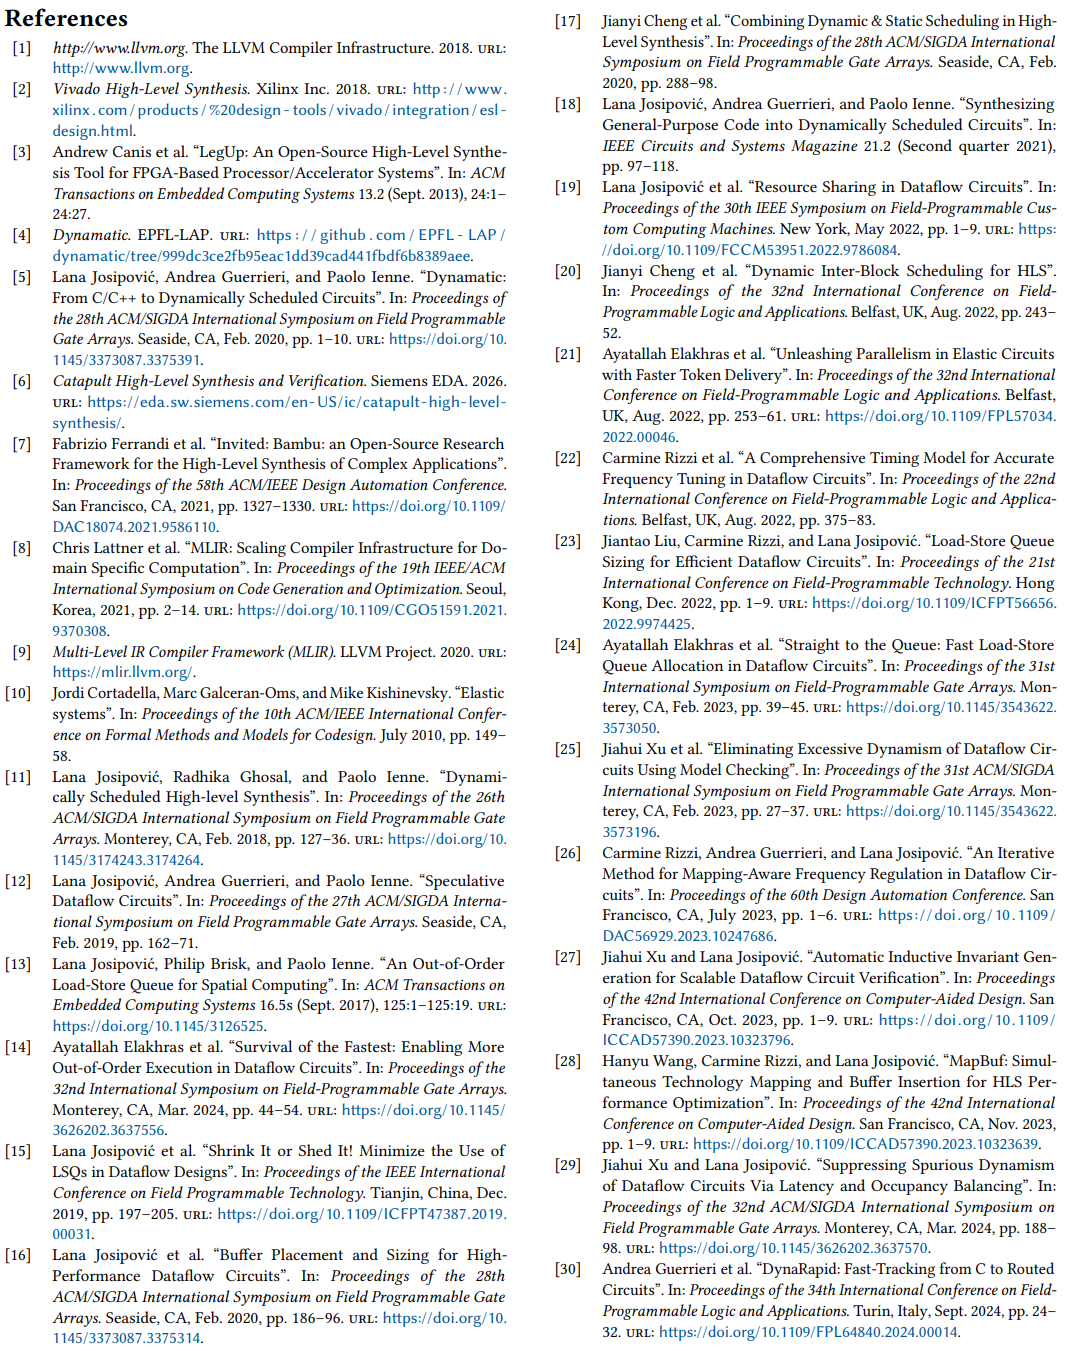 References
[1] http://www.llvm.org. The LLVM Compiler Infrastructure. 2018. URL:
http://www.llvm.org.
[2] Vivado High-Level Synthesis. Xilinx Inc. 2018. URL: http://www.
xilinx.com/products/%20design-tools/vivado/integration/esl-
design.html.
[3] Andrew Canis et al. “LegUp: An Open-Source High-Level Synthe-
sis Tool for FPGA-Based Processor/Accelerator Systems”. In: ACM
Transactions on Embedded Computing Systems 13.2 (Sept. 2013), 24:1–
24:27.
[4] Dynamatic. EPFL-LAP. URL: https://github.com/EPFL-LAP/
dynamatic/tree/999dc3ce2fb95eac1dd39cad441fbdf6b8389aee.
[5] Lana Josipović, Andrea Guerrieri, and Paolo Ienne. “Dynamatic:
From C/C++ to Dynamically Scheduled Circuits”. In: Proceedings of
the 28th ACM/SIGDA International Symposium on Field Programmable
Gate Arrays. Seaside, CA, Feb. 2020, pp. 1–10. URL: https://doi.org/10.
1145/3373087.3375391.
[6] Catapult High-Level Synthesis and Verification. Siemens EDA. 2026.
URL: https://eda.sw.siemens.com/en-US/ic/catapult-high-level-
synthesis/.
[7] Fabrizio Ferrandi et al. “Invited: Bambu: an Open-Source Research
Framework for the High-Level Synthesis of Complex Applications”.
In: Proceedings of the 58th ACM/IEEE Design Automation Conference.
San Francisco, CA, 2021, pp. 1327–1330. URL: https://doi.org/10.1109/
DAC18074.2021.9586110.
[8] Chris Lattner et al. “MLIR: Scaling Compiler Infrastructure for Do-
main Specific Computation”. In: Proceedings of the 19th IEEE/ACM
International Symposium on Code Generation and Optimization. Seoul,
Korea, 2021, pp. 2–14. URL: https://doi.org/10.1109/CGO51591.2021.
9370308.
[9] Multi-Level IR Compiler Framework (MLIR). LLVM Project. 2020. URL:
https://mlir.llvm.org/.
[10] Jordi Cortadella, Marc Galceran-Oms, and Mike Kishinevsky. “Elastic
systems”. In: Proceedings of the 10th ACM/IEEE International Confer-
ence on Formal Methods and Models for Codesign. July 2010, pp. 149–
58.
[11] Lana Josipović, Radhika Ghosal, and Paolo Ienne. “Dynami-
cally Scheduled High-level Synthesis”. In: Proceedings of the 26th
ACM/SIGDA International Symposium on Field Programmable Gate
Arrays. Monterey, CA, Feb. 2018, pp. 127–36. URL: https://doi.org/10.
1145/3174243.3174264.
[12] Lana Josipović, Andrea Guerrieri, and Paolo Ienne. “Speculative
Dataflow Circuits”. In: Proceedings of the 27th ACM/SIGDA Interna-
tional Symposium on Field Programmable Gate Arrays. Seaside, CA,
Feb. 2019, pp. 162–71.
[13] Lana Josipović, Philip Brisk, and Paolo Ienne. “An Out-of-Order
Load-Store Queue for Spatial Computing”. In: ACM Transactions on
Embedded Computing Systems 16.5s (Sept. 2017), 125:1–125:19. URL:
https://doi.org/10.1145/3126525.
[14] Ayatallah Elakhras et al. “Survival of the Fastest: Enabling More
Out-of-Order Execution in Dataflow Circuits”. In: Proceedings of the
32nd International Symposium on Field-Programmable Gate Arrays.
Monterey, CA, Mar. 2024, pp. 44–54. URL: https://doi.org/10.1145/
3626202.3637556.
[15] Lana Josipović et al. “Shrink It or Shed It! Minimize the Use of
LSQs in Dataflow Designs”. In: Proceedings of the IEEE International
Conference on Field Programmable Technology. Tianjin, China, Dec.
2019, pp. 197–205. URL: https://doi.org/10.1109/ICFPT47387.2019.
00031.
[16] Lana Josipović et al. “Buffer Placement and Sizing for High-
Performance Dataflow Circuits”. In: Proceedings of the 28th
ACM/SIGDA International Symposium on Field Programmable Gate
Arrays. Seaside, CA, Feb. 2020, pp. 186–96. URL: https://doi.org/10.
1145/3373087.3375314.
[17] Jianyi Cheng et al. “Combining Dynamic & Static Scheduling in High-
Level Synthesis”. In: Proceedings of the 28th ACM/SIGDA International
Symposium on Field Programmable Gate Arrays. Seaside, CA, Feb.
2020, pp. 288–98.
[18] Lana Josipović, Andrea Guerrieri, and Paolo Ienne. “Synthesizing
General-Purpose Code into Dynamically Scheduled Circuits”. In:
IEEE Circuits and Systems Magazine 21.2 (Second quarter 2021),
pp. 97–118.
[19] Lana Josipović et al. “Resource Sharing in Dataflow Circuits”. In:
Proceedings of the 30th IEEE Symposium on Field-Programmable Cus-
tom Computing Machines. New York, May 2022, pp. 1–9. URL: https:
//doi.org/10.1109/FCCM53951.2022.9786084.
[20] Jianyi Cheng et al. “Dynamic Inter-Block Scheduling for HLS”.
In: Proceedings of the 32nd International Conference on Field-
Programmable Logic and Applications. Belfast, UK, Aug. 2022, pp. 243–
52.
[21] Ayatallah Elakhras et al. “Unleashing Parallelism in Elastic Circuits
with Faster Token Delivery”. In: Proceedings of the 32nd International
Conference on Field-Programmable Logic and Applications. Belfast,
UK, Aug. 2022, pp. 253–61. URL: https://doi.org/10.1109/FPL57034.
2022.00046.
[22] Carmine Rizzi et al. “A Comprehensive Timing Model for Accurate
Frequency Tuning in Dataflow Circuits”. In: Proceedings of the 22nd
International Conference on Field-Programmable Logic and Applica-
tions. Belfast, UK, Aug. 2022, pp. 375–83.
[23] Jiantao Liu, Carmine Rizzi, and Lana Josipović. “Load-Store Queue
Sizing for Efficient Dataflow Circuits”. In: Proceedings of the 21st
International Conference on Field-Programmable Technology. Hong
Kong, Dec. 2022, pp. 1–9. URL: https://doi.org/10.1109/ICFPT56656.
2022.9974425.
[24] Ayatallah Elakhras et al. “Straight to the Queue: Fast Load-Store
Queue Allocation in Dataflow Circuits”. In: Proceedings of the 31st
International Symposium on Field-Programmable Gate Arrays. Mon-
terey, CA, Feb. 2023, pp. 39–45. URL: https://doi.org/10.1145/3543622.
3573050.
[25] Jiahui Xu et al. “Eliminating Excessive Dynamism of Dataflow Cir-
cuits Using Model Checking”. In: Proceedings of the 31st ACM/SIGDA
International Symposium on Field Programmable Gate Arrays. Mon-
terey, CA, Feb. 2023, pp. 27–37. URL: https://doi.org/10.1145/3543622.
3573196.
[26] Carmine Rizzi, Andrea Guerrieri, and Lana Josipović. “An Iterative
Method for Mapping-Aware Frequency Regulation in Dataflow Cir-
cuits”. In: Proceedings of the 60th Design Automation Conference. San
Francisco, CA, July 2023, pp. 1–6. URL: https://doi.org/10.1109/
DAC56929.2023.10247686.
[27] Jiahui Xu and Lana Josipović. “Automatic Inductive Invariant Gen-
eration for Scalable Dataflow Circuit Verification”. In: Proceedings
of the 42nd International Conference on Computer-Aided Design. San
Francisco, CA, Oct. 2023, pp. 1–9. URL: https://doi.org/10.1109/
ICCAD57390.2023.10323796.
[28] Hanyu Wang, Carmine Rizzi, and Lana Josipović. “MapBuf: Simul-
taneous Technology Mapping and Buffer Insertion for HLS Per-
formance Optimization”. In: Proceedings of the 42nd International
Conference on Computer-Aided Design. San Francisco, CA, Nov. 2023,
pp. 1–9. URL: https://doi.org/10.1109/ICCAD57390.2023.10323639.
[29] Jiahui Xu and Lana Josipović. “Suppressing Spurious Dynamism
of Dataflow Circuits Via Latency and Occupancy Balancing”. In:
Proceedings of the 32nd ACM/SIGDA International Symposium on
Field Programmable Gate Arrays. Monterey, CA, Mar. 2024, pp. 188–
98. URL: https://doi.org/10.1145/3626202.3637570.
[30] Andrea Guerrieri et al. “DynaRapid: Fast-Tracking from C to Routed
Circuits”. In: Proceedings of the 34th International Conference on Field-
Programmable Logic and Applications. Turin, Italy, Sept. 2024, pp. 24–
32. URL: https://doi.org/10.1109/FPL64840.2024.00014.